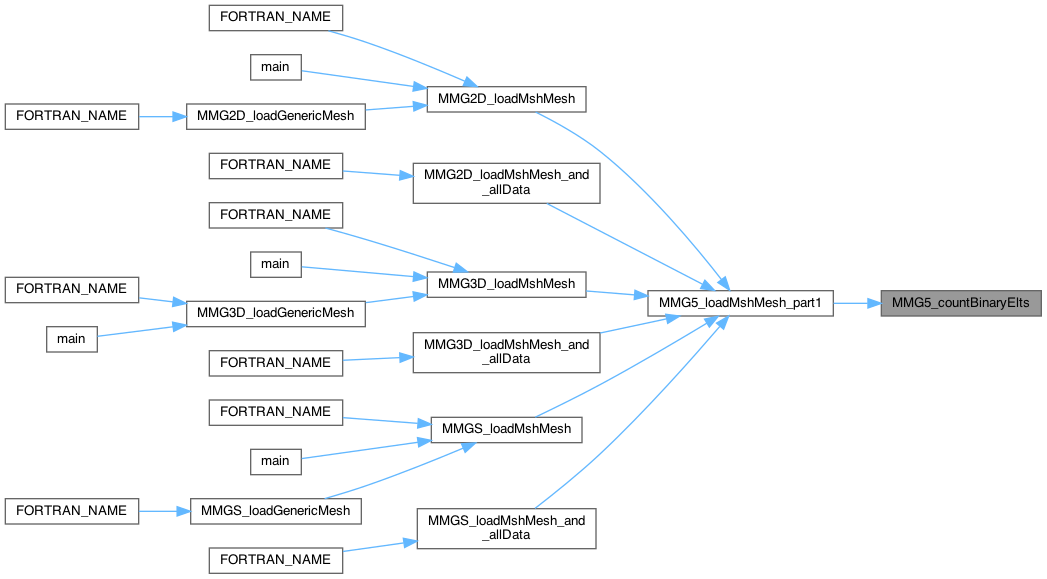 FORTRAN_NAME
main
MMG2D_loadMshMesh
FORTRAN_NAME
MMG2D_loadGenericMesh
FORTRAN_NAME
MMG2D_loadMshMesh_and
_allData
FORTRAN_NAME
main
MMG3D_loadMshMesh
FORTRAN_NAME
MMG3D_loadGenericMesh
main
MMG5_loadMshMesh_part1
MMG5_countBinaryElts
FORTRAN_NAME
MMG3D_loadMshMesh_and
_allData
FORTRAN_NAME
MMGS_loadMshMesh
main
FORTRAN_NAME
MMGS_loadGenericMesh
MMGS_loadMshMesh_and
_allData
FORTRAN_NAME